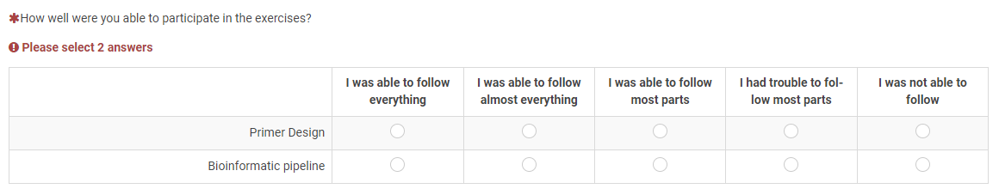 ✱How well were you able to participate in the exercises?
Please select 2 answers
I was able to follow everything
I was able to follow almost everything
I was able to follow most parts
I had trouble to fol-
low most parts
I was not able to follow
Primer Design
Bioinformatic pipeline